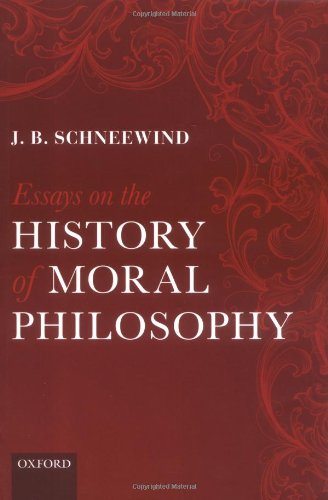 J. B. SCHNEEWIND
Essays on the
HISTORY
of MORAL
PHILOSOPHY
OXFORD